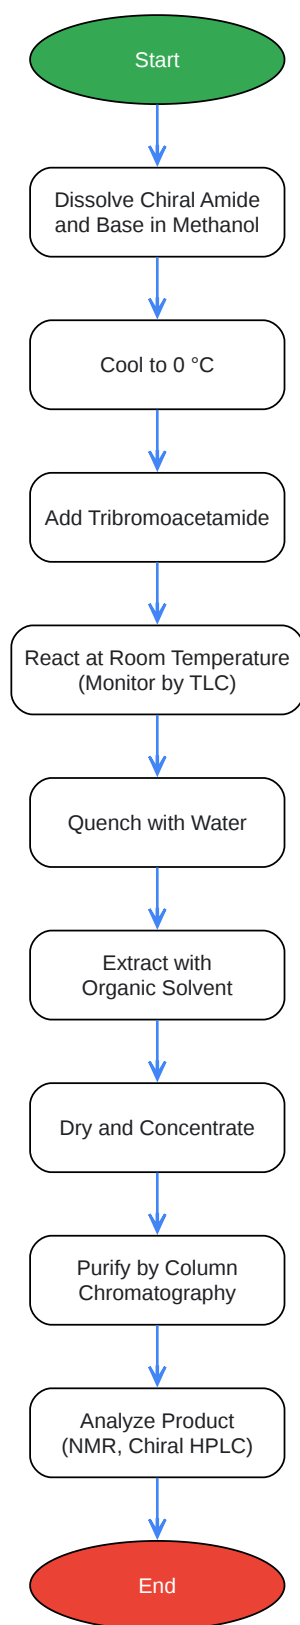 Start
Dissolve Chiral Amide
and Base in Methanol
Cool to 0 °C
Add Tribromoacetamide
React at Room Temperature
(Monitor by TLC)
Quench with Water
Extract with
Organic Solvent
Dry and Concentrate
Purify by Column
Chromatography
Analyze Product
(NMR, Chiral HPLC)
End